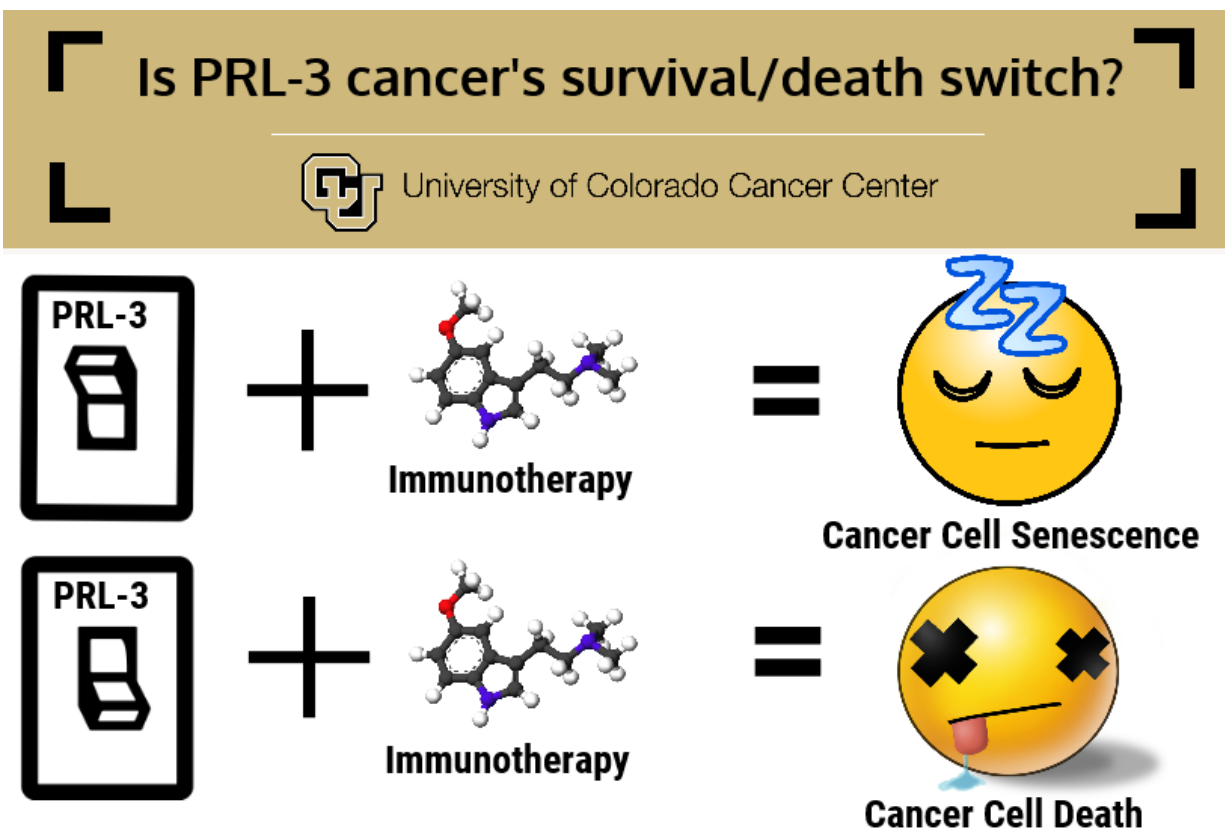 Is PRL-3 cancer's survival/death switch?
CU University of Colorado Cancer Center
PRL-3
Immunotherapy
Cancer Cell Senescence
PRL-3
Immunotherapy
Cancer Cell Death